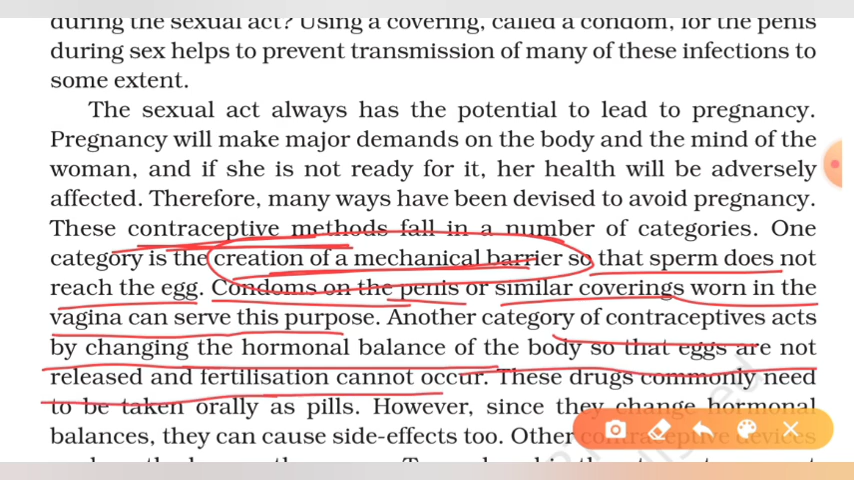 during the sexual act? Using a covering, called a condom, for the penis
during sex helps to prevent transmission of many of these infections to
some extent.
The sexual act always has the potential to lead to pregnancy.
Pregnancy will make major demands on the body and the mind of the
woman, and if she is not ready for it, her health will be adversely
affected. Therefore, many ways have been devised to avoid pregnancy.
These contraceptive methods fall in a number of categories. One
category is the creation of a mechanical barrier so that sperm does not
reach the egg. Condoms on the penis or similar coverings worn in the
vagina can serve this purpose. Another category of contraceptives acts
by changing the hormonal balance of the body so that eggs are not
released and fertilisation cannot occur. These drugs commonly need
to be taken orally as pills. However, since they change hormonal
balances, they can cause side-effects too. Other contraceptive devices